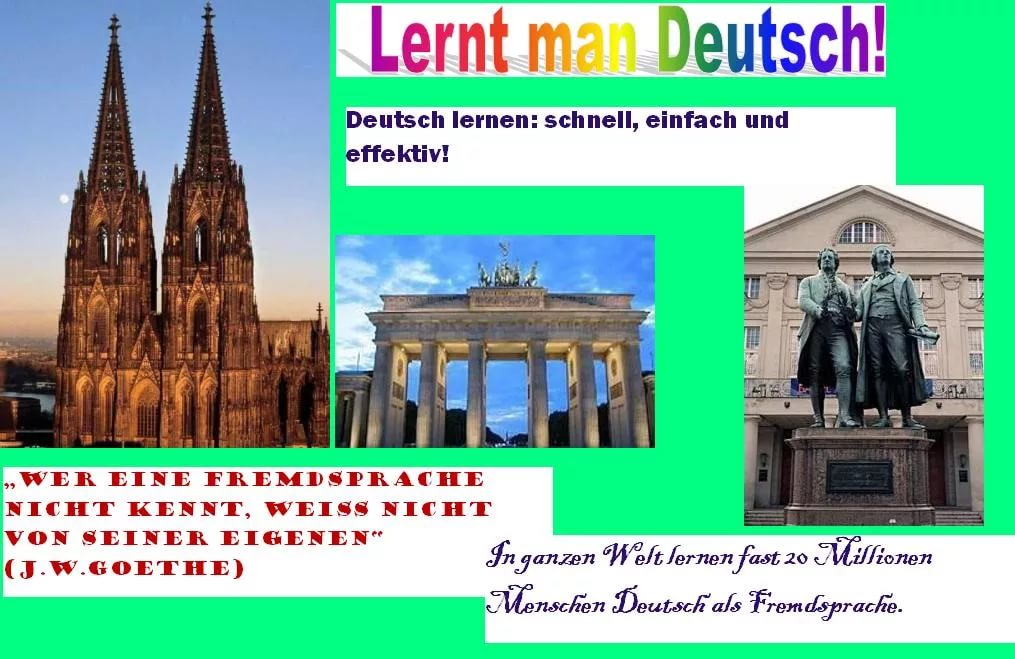 Lernt man Deutsch!
Deutsch lernen: schnell, einfach und
effektiv!
„WER EINE FREMDSPRACHE
NICHT KENNT, WEISS NICHT
VON SEINER EIGENEN“
(J.W.GOETHE)
In ganzen Welt lernen fast 20 Millionen
Menschen Deutsch als Fremdsprache.